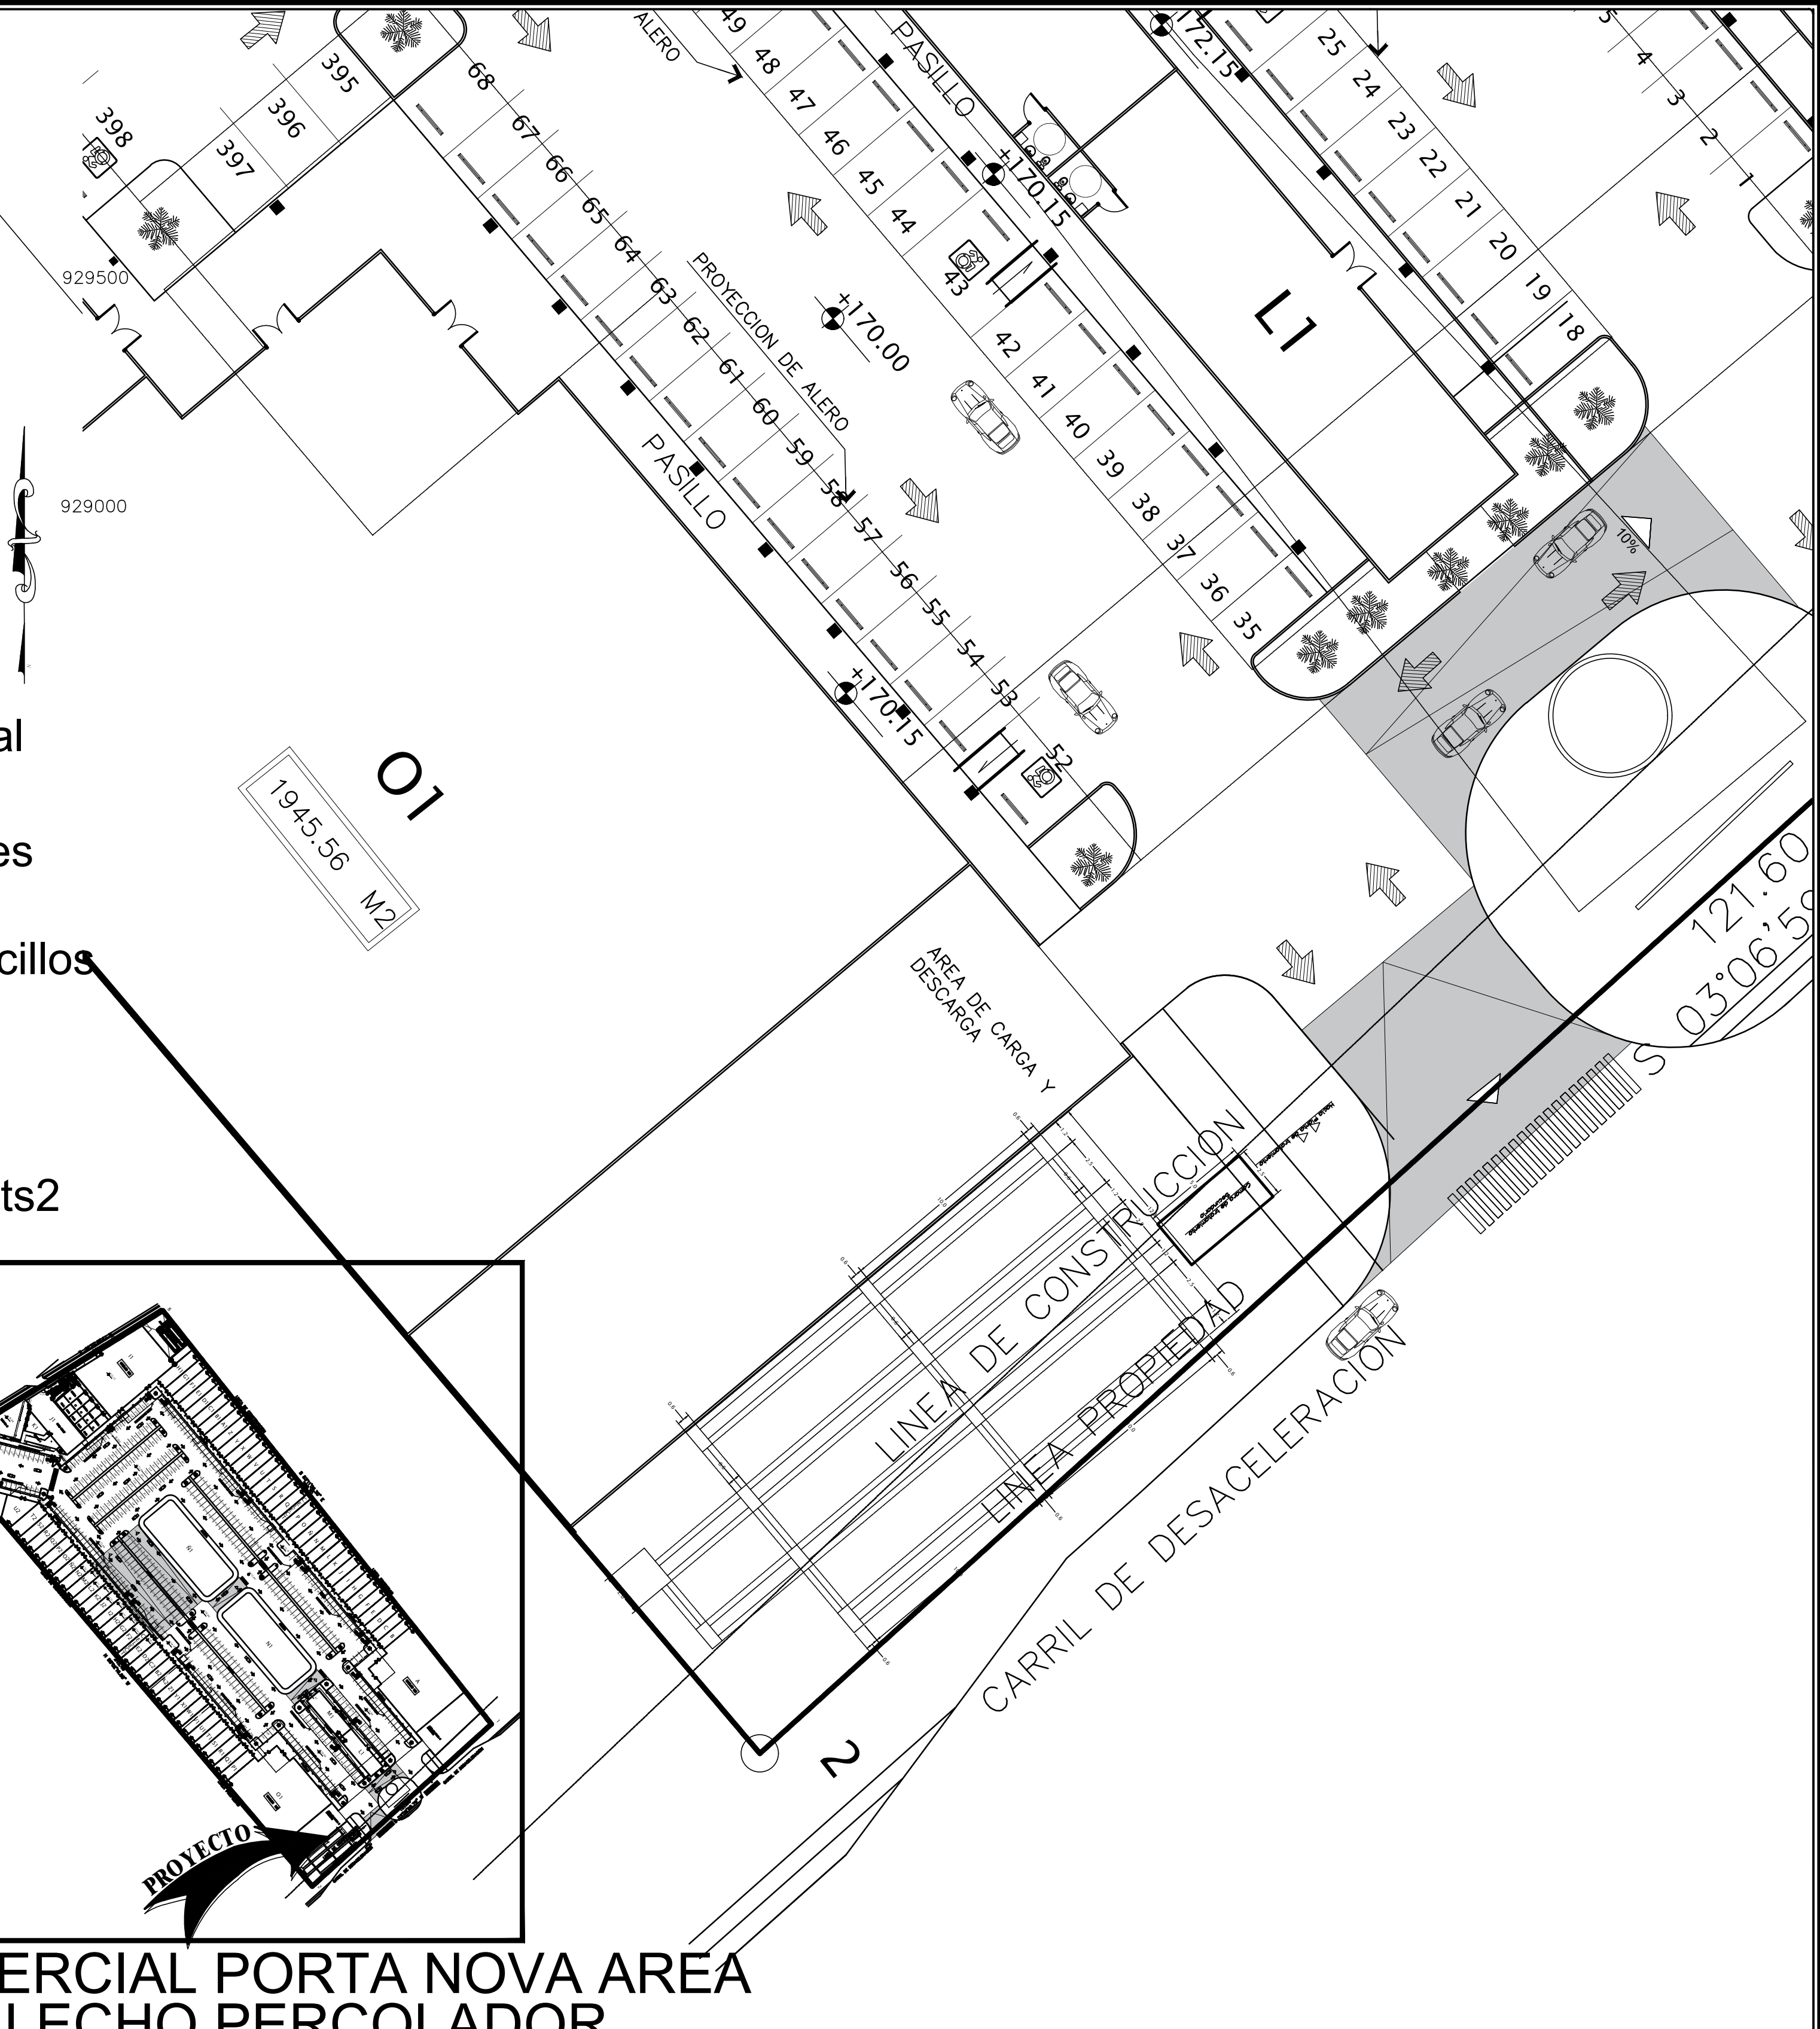 ALERO
49
48
47
46
45
44
43
42
41
40
39
38
37
36
35
PASILLO
+172.15
+170.15
25
24
23
22
21
20
19
18
5
4
3
2
1
398
397
396
395
68
67
66
65
64
63
62
61
60
59
58
57
56
55
54
53
52
929500
929000
PROYECCION DE ALERO
+170.00
L1
10%
PASILLO
+170.15
al
es
cillos
ts2
O1
1945.56 M2
AREA DE CARGA Y
DESCARGA
121.60
S 03°06'5
LINEA DE CONSTRUCCION
LINEA PROPIEDAD
CARRIL DE DESACELERACION
2
PROYECTO
ERCIAL PORTA NOVA AREA
LECHO PERCOLADOR